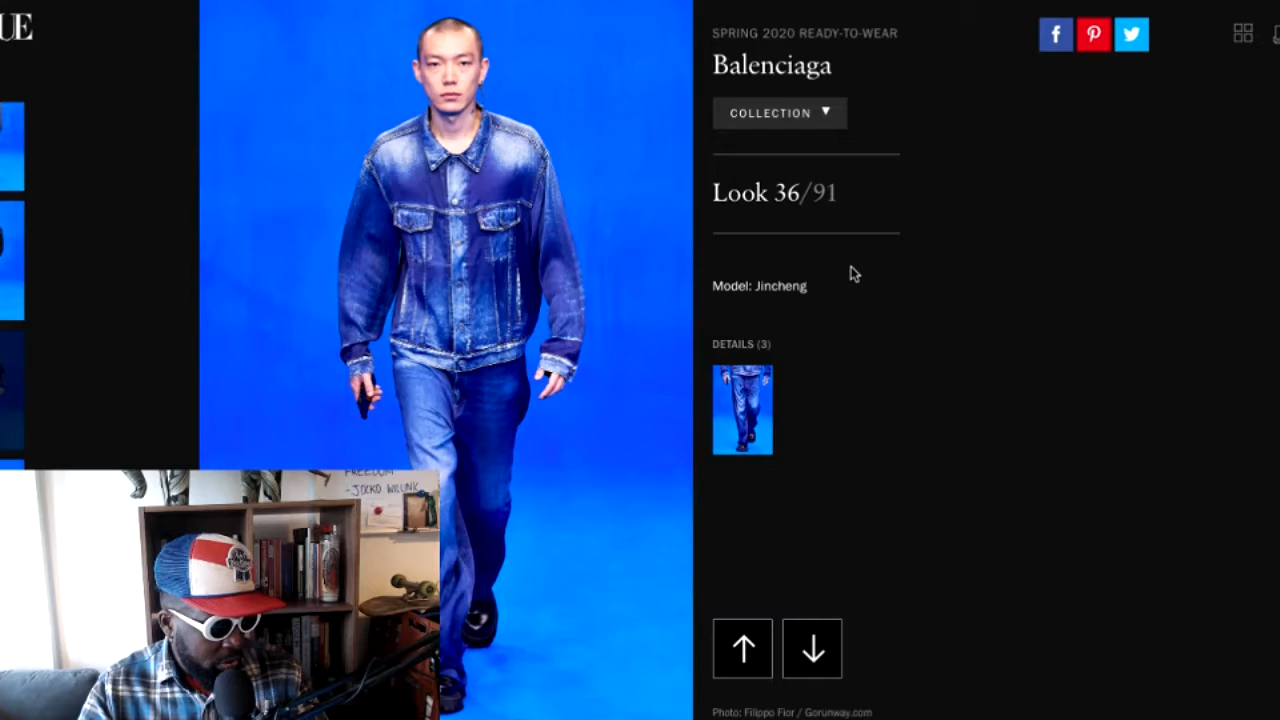 UE
SPRING 2020 READY-TO-WEAR
Balenciaga
COLLECTION ▼
Look 36/91
Model: Jincheng
DETAILS (3)
FREEDOM
-JOCKO WILLINK
Photo: Filippo Fior / Gorunway.com